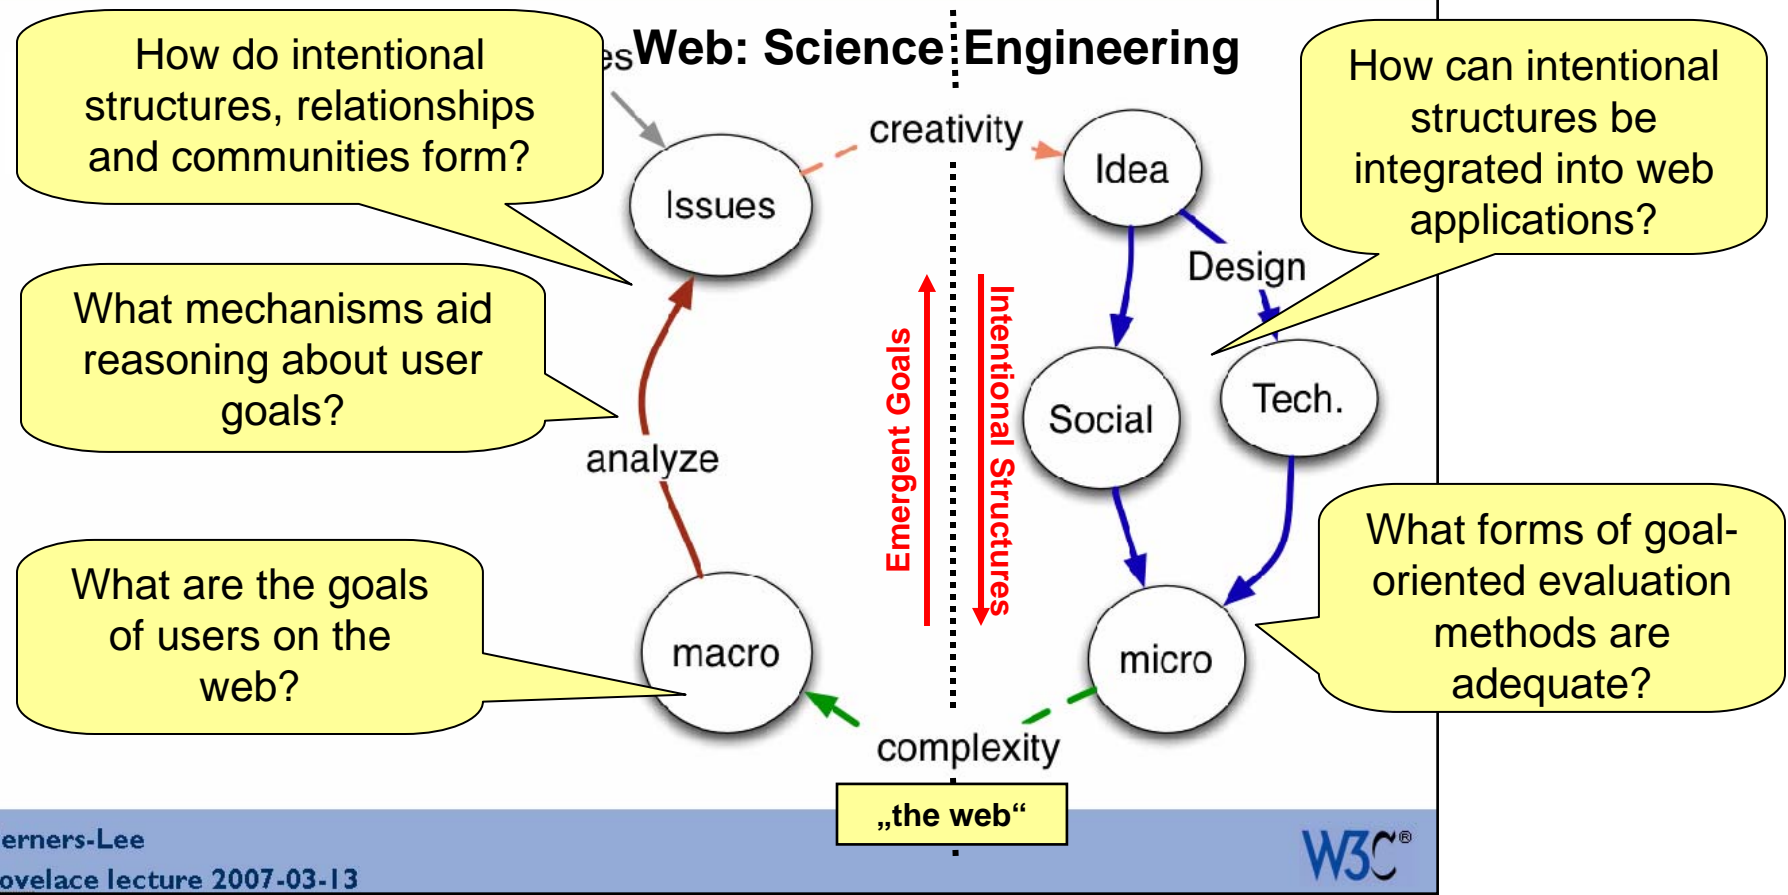 Web: Science Engineering
How do intentional
structures, relationships
and communities form?
How can intentional
structures be
integrated into web
applications?
creativity
Issues
Idea
Design
What mechanisms aid
reasoning about user
goals?
Emergent Goals
Intentional Structures
Social
Tech.
analyze
What are the goals
of users on the
web?
What forms of goal-
oriented evaluation
methods are
adequate?
macro
micro
complexity
„the web“
erners-Lee
ovelace lecture 2007-03-13
W3C®